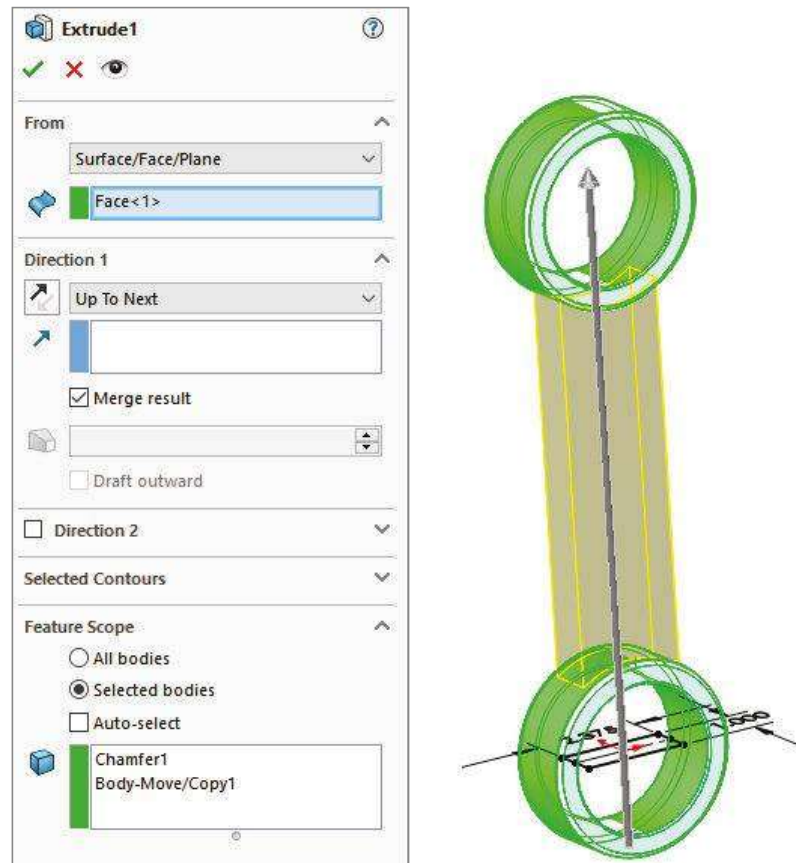 Extrude1
From
Surface/Face/Plane
Face<1>
Direction 1
Up To Next
Merge result
Draft outward
Direction 2
Selected Contours
Feature Scope
All bodies
Selected bodies
Auto-select
Chamfer1
Body-Move/Copy1